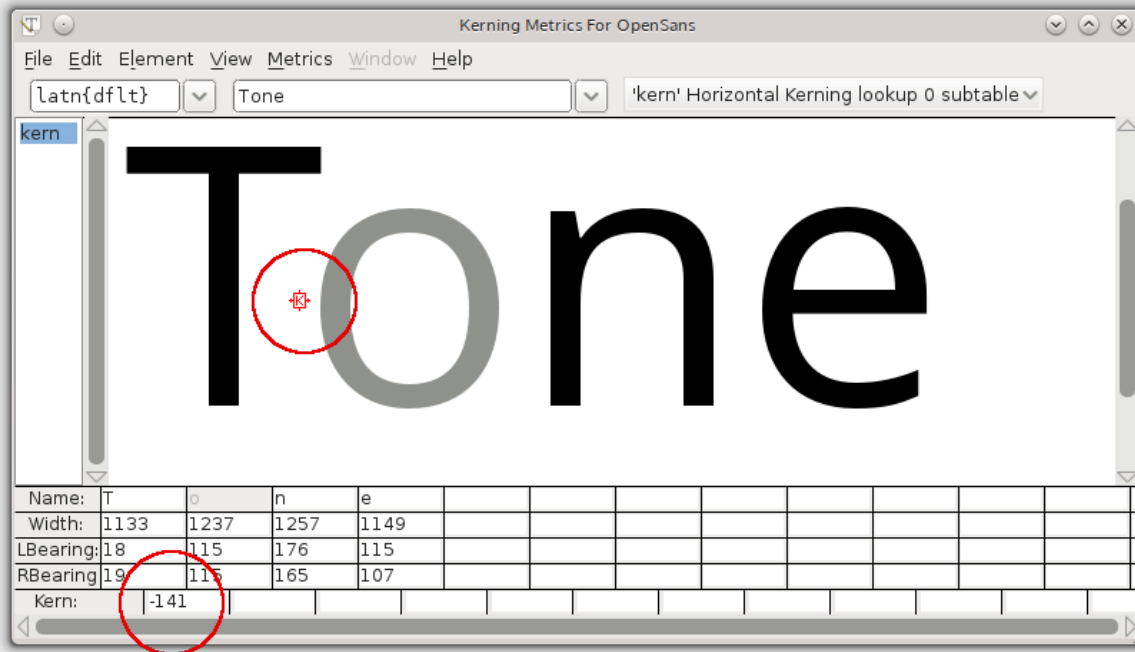 Kerning Metrics For OpenSans
File Edit Element View Metrics Window Help
latn{dflt} Tone 'kern' Horizontal Kerning lookup 0 subtable
kern
Tone
K
Name: T o n e
Width: 1133 1237 1257 1149
LBearing: 18 115 176 115
RBearing 19 115 165 107
Kern: -141